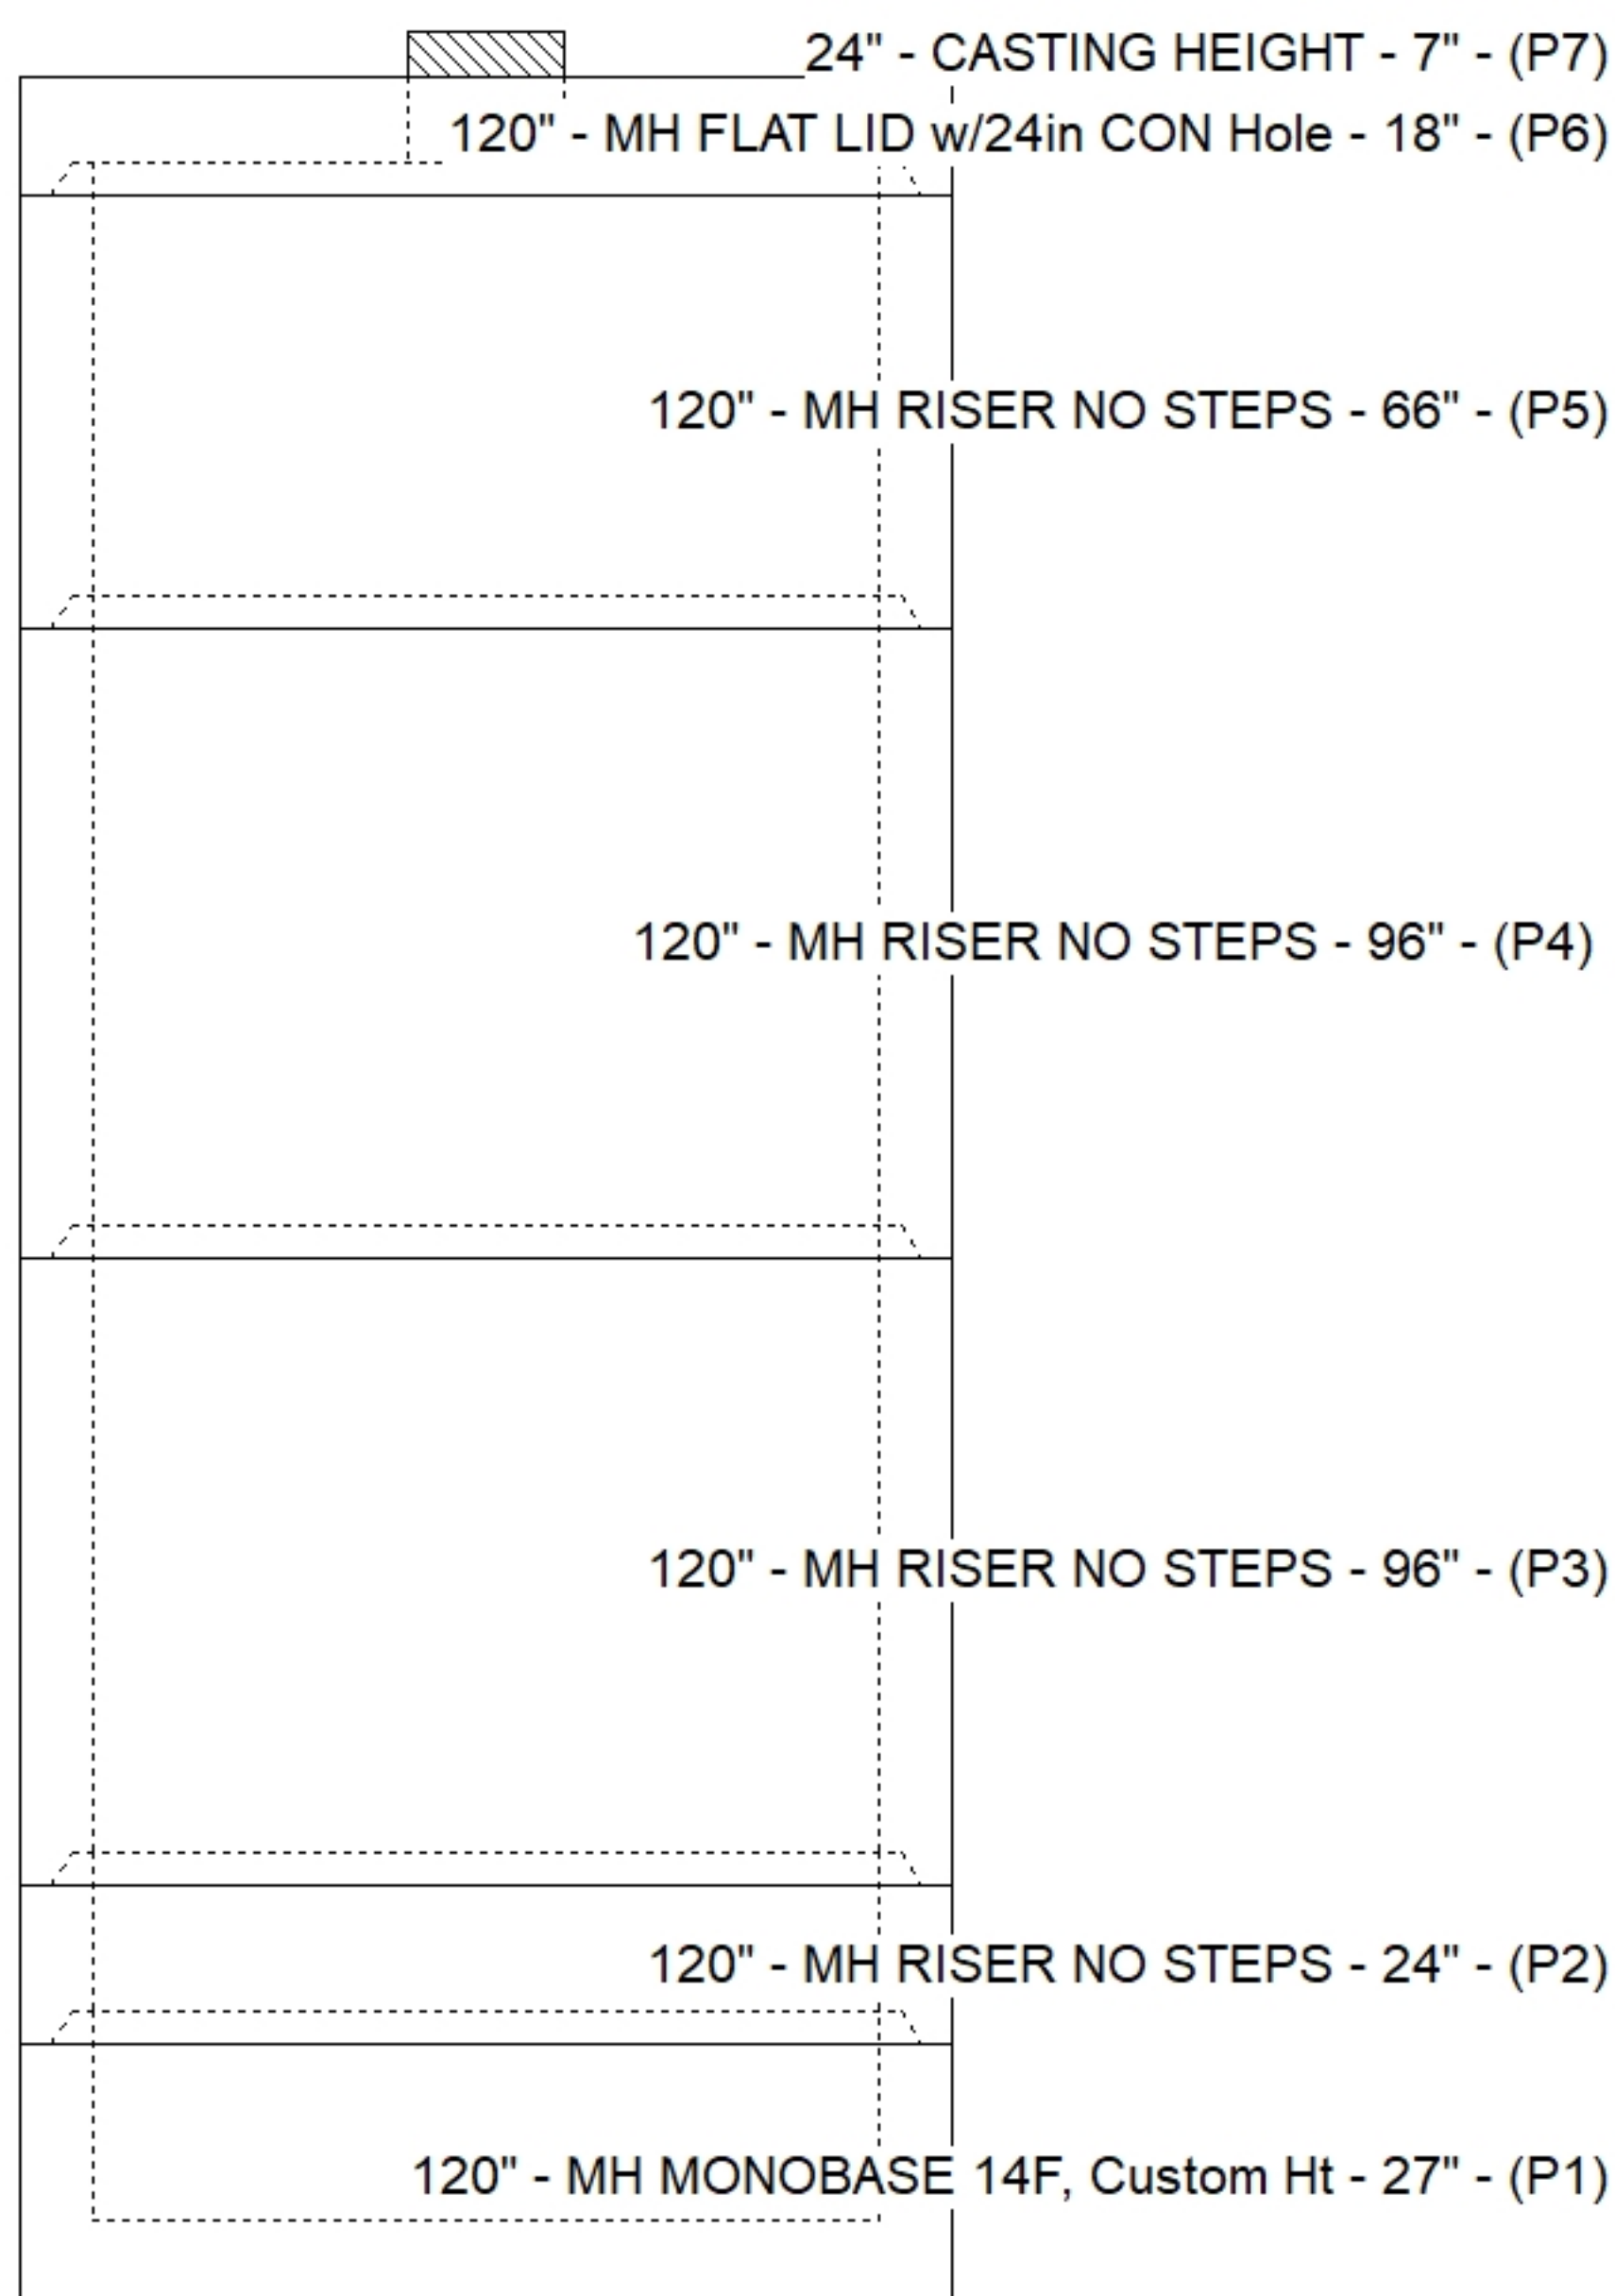 24" - CASTING HEIGHT - 7" - (P7)
120" - MH FLAT LID w/24in CON Hole - 18" - (P6)
120" - MH RISER NO STEPS - 66" - (P5)
120" - MH RISER NO STEPS - 96" - (P4)
120" - MH RISER NO STEPS - 96" - (P3)
120" - MH RISER NO STEPS - 24" - (P2)
120" - MH MONOBASE 14F, Custom Ht - 27" - (P1)